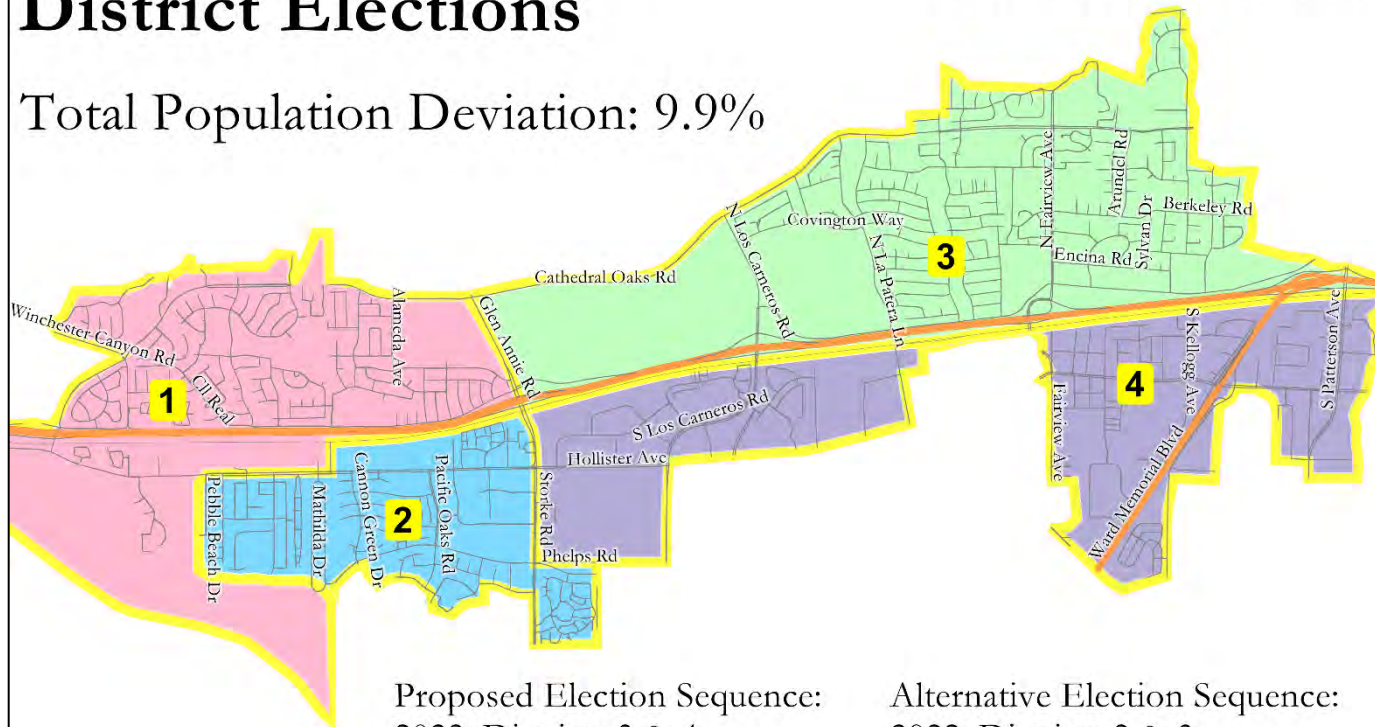 District Elections
Total Population Deviation: 9.9%
N Fairview Ave
Arundel Rd
Sylvan Dr
Berkeley Rd
Encina Rd
Covington Way
N Los Carneros Rd
N La Patera Ln
3
Cathedral Oaks Rd
Glen Annie Rd
Alameda Ave
Winchester Canyon Rd
Cll Real
1
S Kellogg Ave
S Patterson Ave
4
Fairview Ave
Ward Memorial Blvd
S Los Carneros Rd
Hollister Ave
Storke Rd
Phelps Rd
Pacific Oaks Rd
Cannon Green Dr
2
Mathilda Dr
Pebble Beach Dr
Proposed Election Sequence:
Alternative Election Sequence: